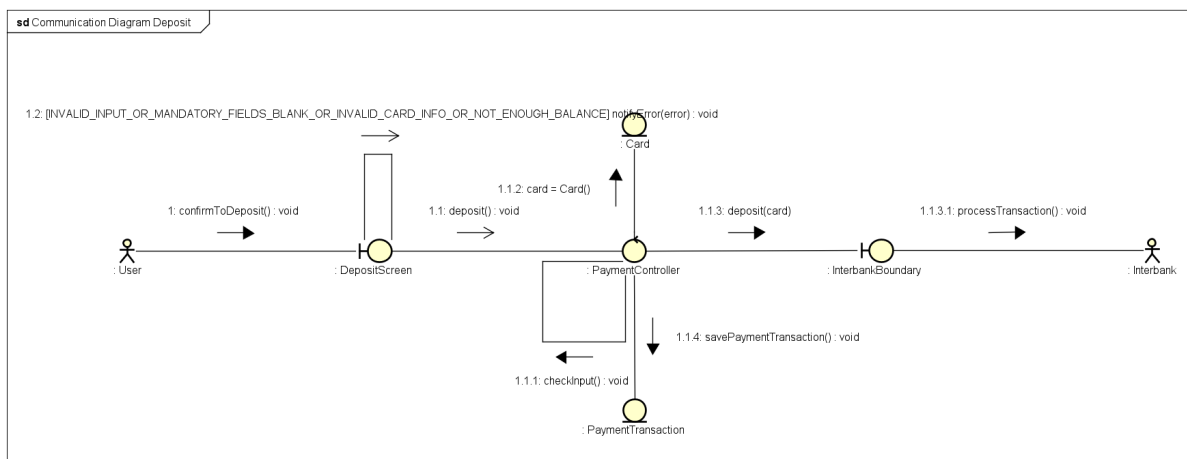 sd Communication Diagram Deposit
1.2: [INVALID_INPUT_OR_MANDATORY_FIELDS_BLANK_OR_INVALID_CARD_INFO_OR_NOT_ENOUGH_BALANCE] notifyError(error) : void
: Card
1.1.2: card = Card()
1: confirmToDeposit() : void
1.1: deposit() : void
1.1.3: deposit(card)
1.1.3.1: processTransaction() : void
: User
: DepositScreen
: PaymentController
: InterbankBoundary
: Interbank
1.1.4: savePaymentTransaction() : void
1.1.1: checkInput() : void
: PaymentTransaction